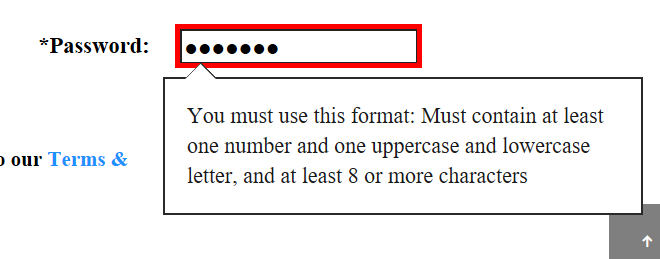 *Password:
●●●●●●●
You must use this format: Must contain at least
one number and one uppercase and lowercase
letter, and at least 8 or more characters
o our Terms &